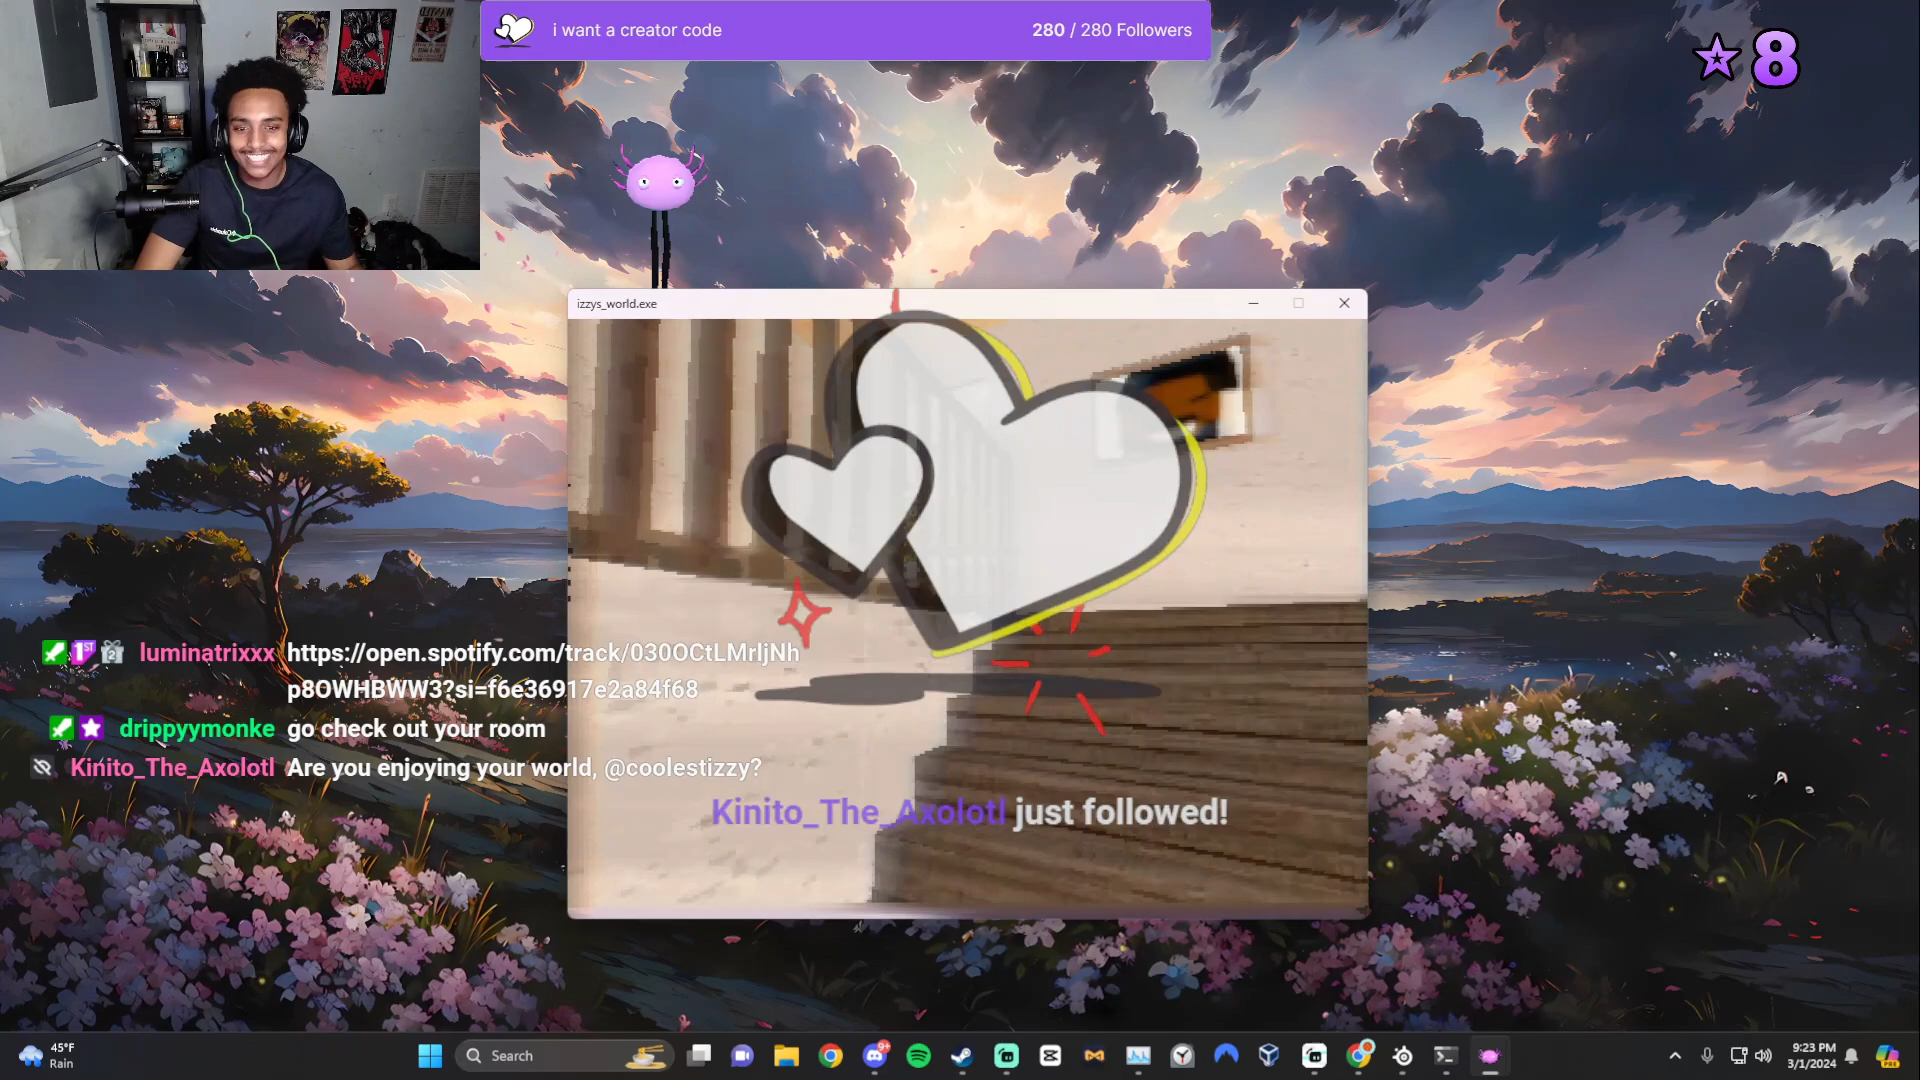 i want a creator code
280 / 280 Followers
8
izzys_world.exe
luminatrixxx https://open.spotify.com/track/030OCtLMrIjNh
p8OWHBWW3?si=f6e36917e2a84f68
drippyymonke go check out your room
Kinito_The_Axolotl Are you enjoying your world, @coolestizzy?
Kinito_The_Axolotl just followed!
45°F
Rain
Search
9+
9:23 PM
3/1/2024